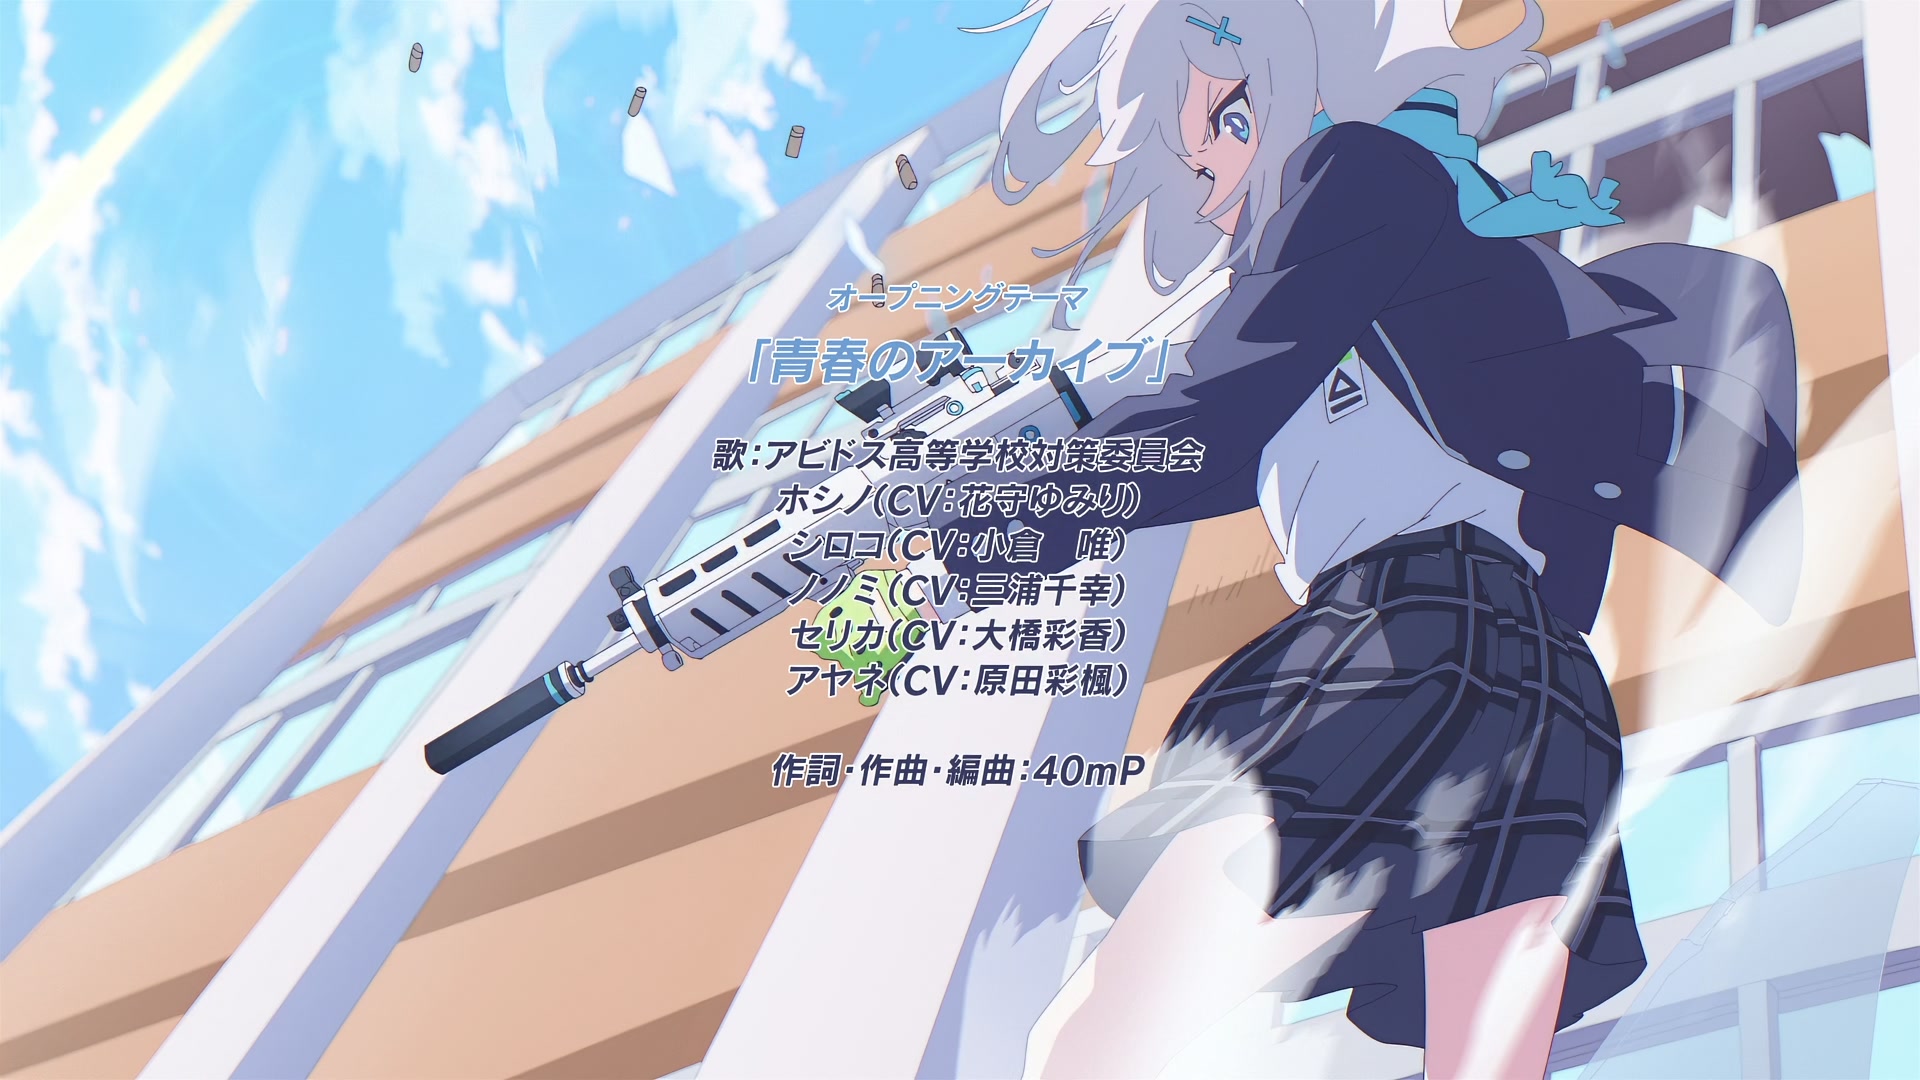 オープニングテーマ
「青春のアーカイブ」
歌：アビドス高等学校対策委員会
ホシノ（CV：花守ゆみり）
シロコ（CV：小倉　唯）
ノノミ（CV：三浦千幸）
セリカ（CV：大橋彩香）
アヤネ（CV：原田彩楓）
作詞・作曲・編曲：40mP